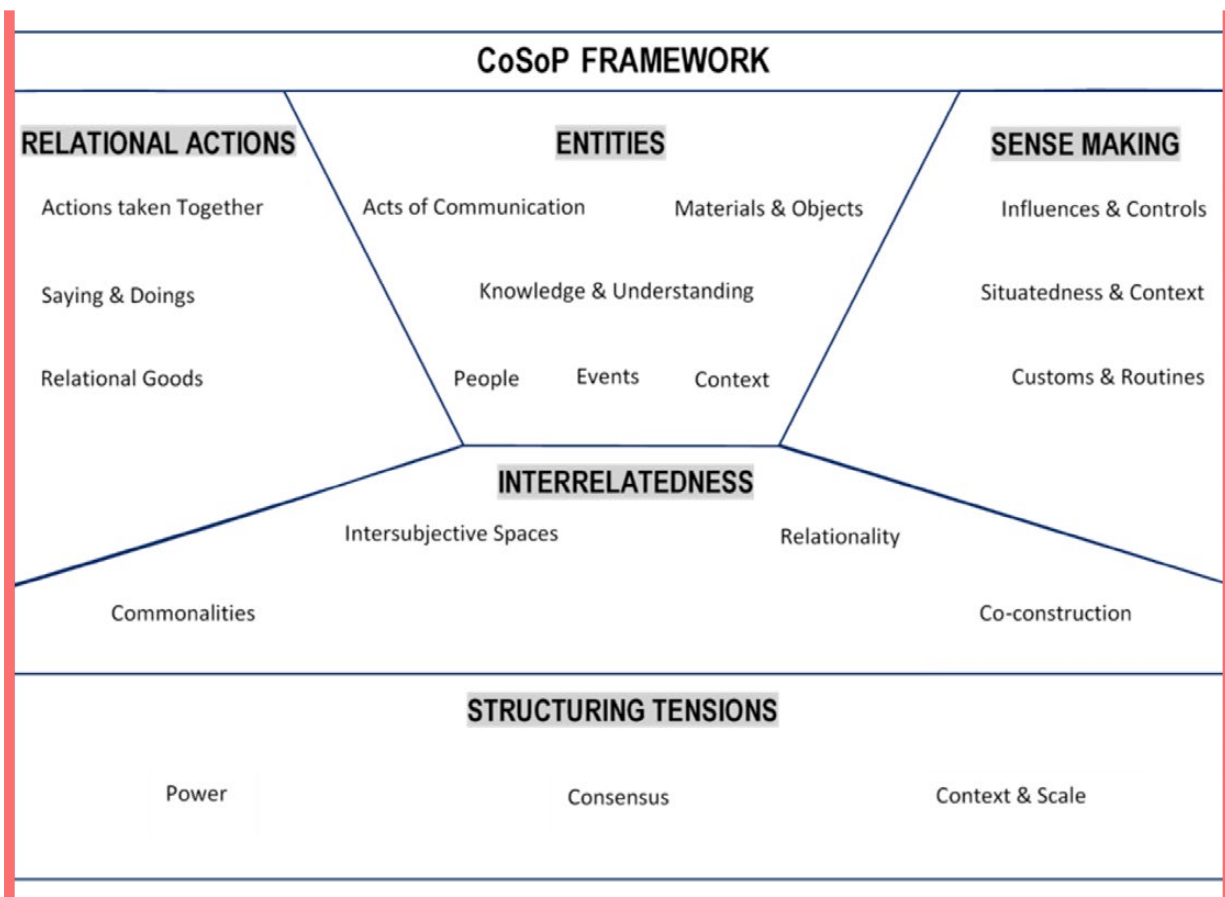 CoSoP FRAMEWORK
RELATIONAL ACTIONS
Actions taken Together
Saying & Doings
Relational Goods
ENTITIES
Acts of Communication
Materials & Objects
Knowledge & Understanding
People
Events
Context
SENSE MAKING
Influences & Controls
Situatedness & Context
Customs & Routines
INTERRELATEDNESS
Intersubjective Spaces
Relationality
Commonalities
Co-construction
STRUCTURING TENSIONS
Power
Consensus
Context & Scale